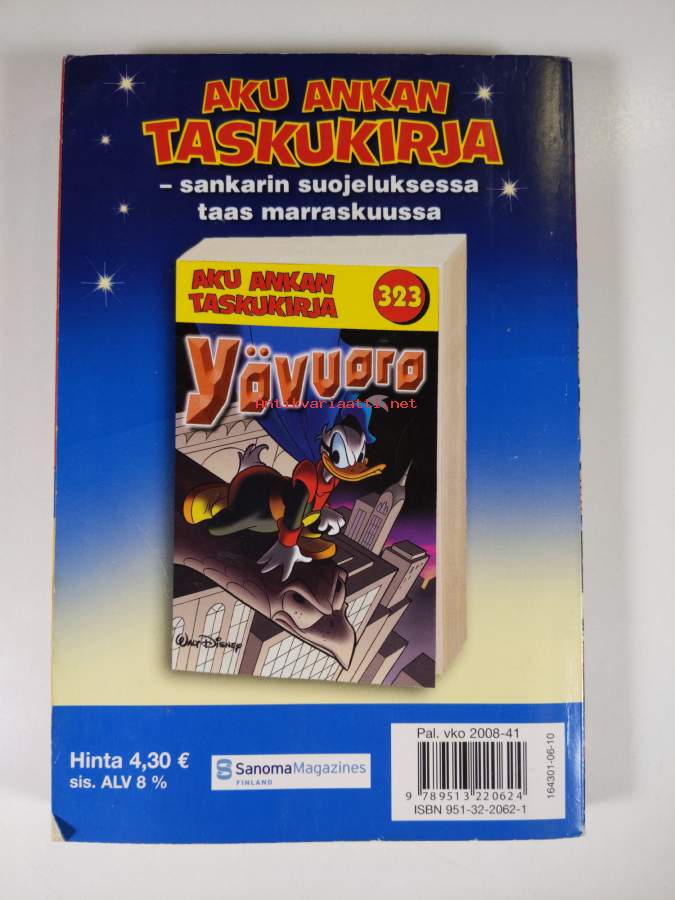 AKU ANKAN
TASKUKIRJA
– sankarin suojeluksessa
taas marraskuussa
AKU ANKAN
TASKUKIRJA
323
Yövuoro
Antikvariaatti.net
WALT DISNEY
Hinta 4,30 €
sis. ALV 8 %
SanomaMagazines
FINLAND
Pal. vko 2008-41
9 789513 220624
ISBN 951-32-2062-1
164301-06-10